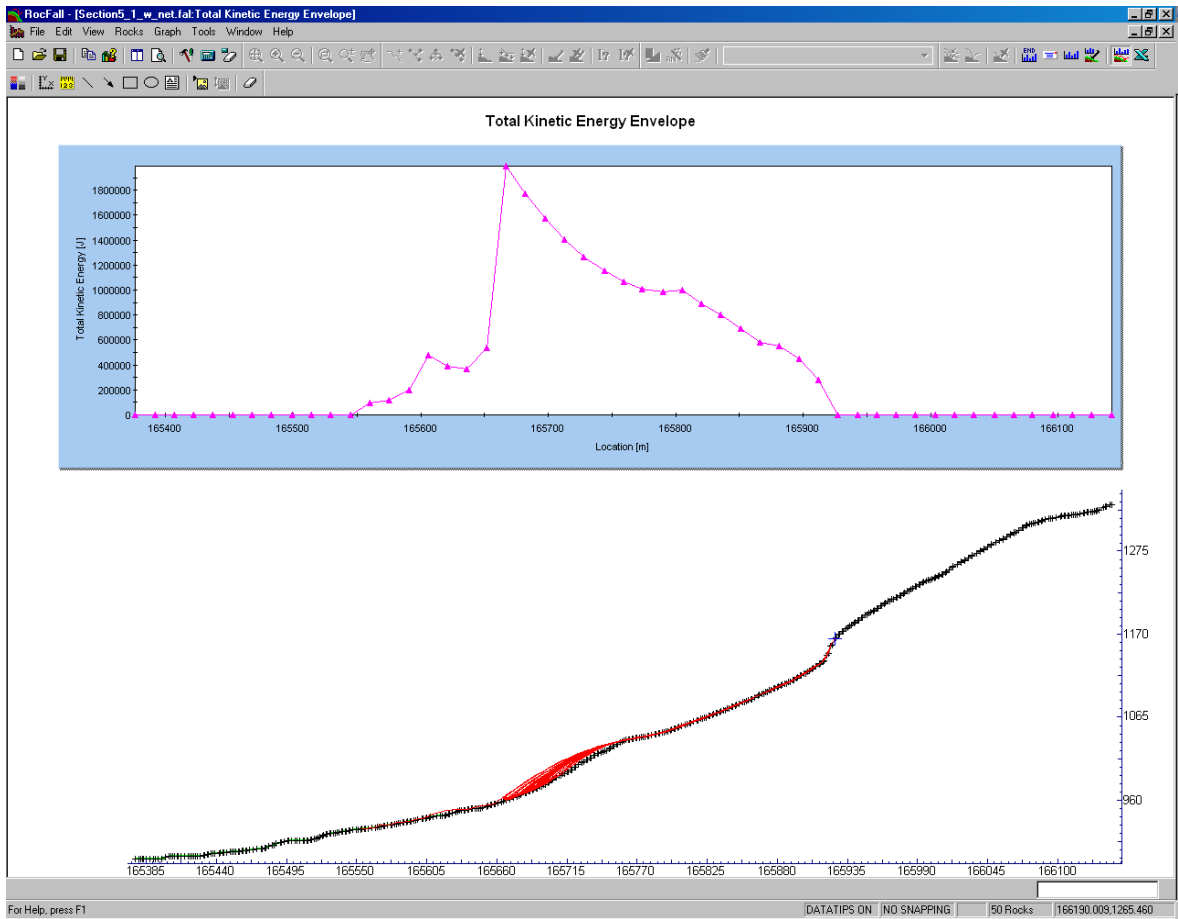 RocFall - [Section5_1_w_net.fal:Total Kinetic Energy Envelope]
File Edit View Rocks Graph Tools Window Help
Total Kinetic Energy Envelope
1800000
1600000
1400000
1200000
1000000
800000
600000
400000
200000
0
Total Kinetic Energy [J]
165400 165500 165600 165700 165800 165900 166000 166100
Location [m]
1275
1170
1065
960
165385 165440 165495 165550 165605 165660 165715 165770 165825 165880 165935 165990 166045 166100
For Help, press F1 DATATIPS ON NO SNAPPING 50 Rocks 166190.009,1265.460